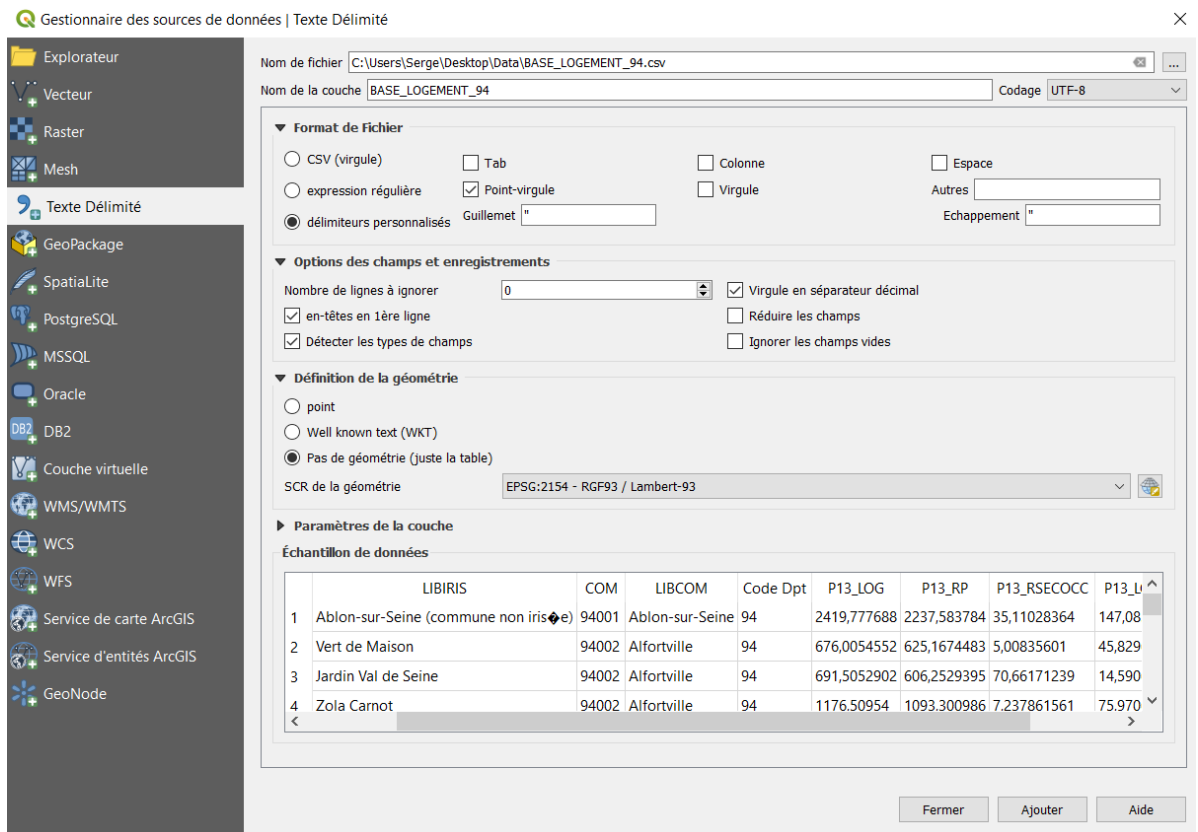 Gestionnaire des sources de données | Texte Délimité
Explorateur
Vecteur
Raster
Mesh
Texte Délimité
GeoPackage
SpatiaLite
PostgreSQL
MSSQL
Oracle
DB2 DB2
Couche virtuelle
WMS/WMTS
WCS
WFS
Service de carte ArcGIS
Service d'entités ArcGIS
GeoNode
Nom de fichier C:\Users\Serge\Desktop\Data\BASE_LOGEMENT_94.csv ...
Nom de la couche BASE_LOGEMENT_94 Codage UTF-8
Format de Fichier
CSV (virgule) Tab Colonne Espace
expression régulière Point-virgule Virgule Autres
délimiteurs personnalisés Guillemet " Echappement "
Options des champs et enregistrements
Nombre de lignes à ignorer 0 Virgule en séparateur décimal
en-têtes en 1ère ligne Réduire les champs
Détecter les types de champs Ignorer les champs vides
Définition de la géométrie
point
Well known text (WKT)
Pas de géométrie (juste la table)
SCR de la géométrie EPSG:2154 - RGF93 / Lambert-93
Paramètres de la couche
Échantillon de données
LIBIRIS COM LIBCOM Code Dpt P13_LOG P13_RP P13_RSECOCC
1 Ablon-sur-Seine (commune non iris�e) 94001 Ablon-sur-Seine 94 2419,777688 2237,583784 35,11028364 147,08
2 Vert de Maison 94002 Alfortville 94 676,0054552 625,1674483 5,00835601 45,829
3 Jardin Val de Seine 94002 Alfortville 94 691,5052902 606,2529395 70,66171239 14,590
4 Zola Carnot 94002 Alfortville 94 1176,50954 1093,300986 7,237861561 75,970
Fermer Ajouter Aide